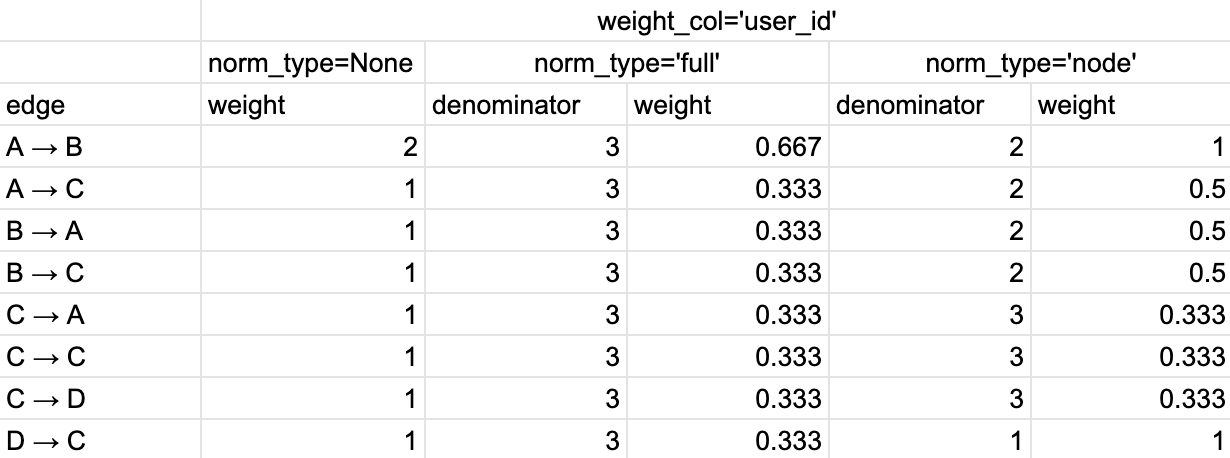 weight_col='user_id'
norm_type=None norm_type='full' norm_type='node'
edge weight denominator weight denominator weight
A → B 2 3 0.667 2 1
A → C 1 3 0.333 2 0.5
B → A 1 3 0.333 2 0.5
B → C 1 3 0.333 2 0.5
C → A 1 3 0.333 3 0.333
C → C 1 3 0.333 3 0.333
C → D 1 3 0.333 3 0.333
D → C 1 3 0.333 1 1